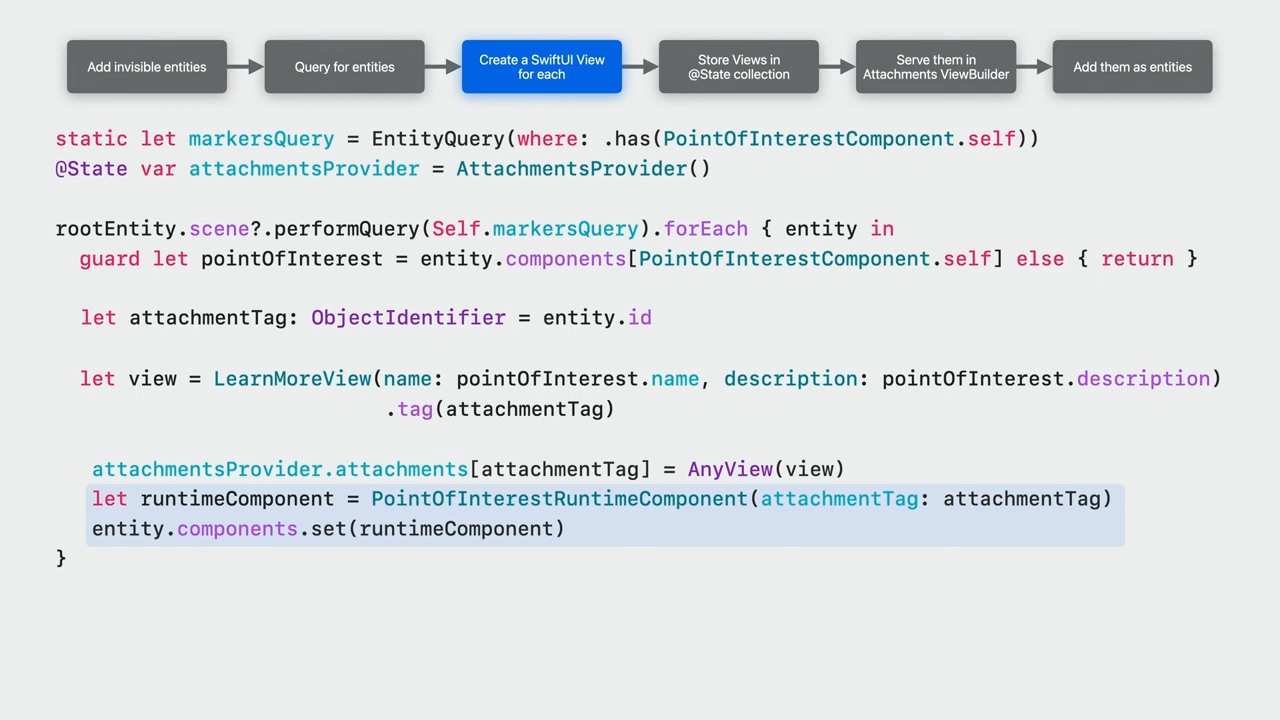 Add invisible entities
Query for entities
Create a SwiftUI View
for each
Store Views in
@State collection
Serve them in
Attachments ViewBuilder
Add them as entities
static let markersQuery = EntityQuery(where: .has(PointOfInterestComponent.self))
@State var attachmentsProvider = AttachmentsProvider()
rootEntity.scene?.performQuery(Self.markersQuery).forEach { entity in
guard let pointOfInterest = entity.components[PointOfInterestComponent.self] else { return }
let attachmentTag: ObjectIdentifier = entity.id
let view = LearnMoreView(name: pointOfInterest.name, description: pointOfInterest.description)
.tag(attachmentTag)
attachmentsProvider.attachments[attachmentTag] = AnyView(view)
let runtimeComponent = PointOfInterestRuntimeComponent(attachmentTag: attachmentTag)
entity.components.set(runtimeComponent)
}